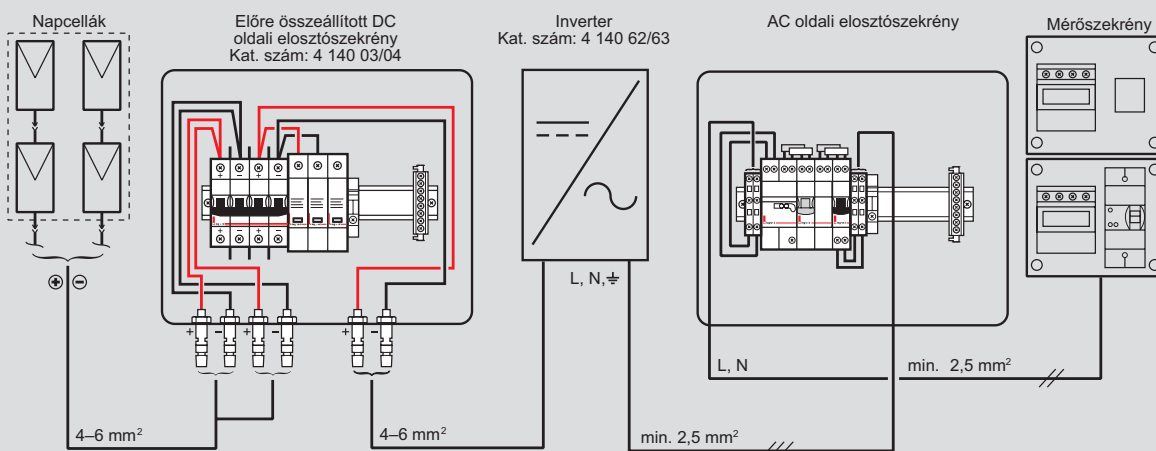 Napcellák
Előre összeállított DC
oldali elosztószekrény
Kat. szám: 4 140 03/04
Inverter
Kat. szám: 4 140 62/63
AC oldali elosztószekrény
Mérőszekrény
+ − + −
+ − + −
L, N, ⏚
+ −
+ − + −
+ −
L, N
min. 2,5 mm²
4–6 mm²
4–6 mm²
min. 2,5 mm²